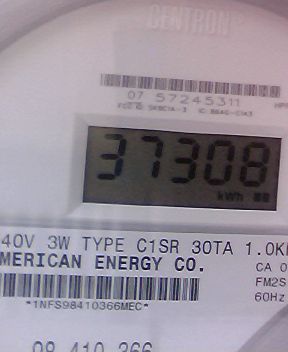 CENTRON
07 57245311
37308
kWh
40V 3W TYPE C1SR 30TA 1.0K
MERICAN ENERGY CO.
CA 0
FM2S
60Hz
*1NFS98410366MEC*
98 410 366